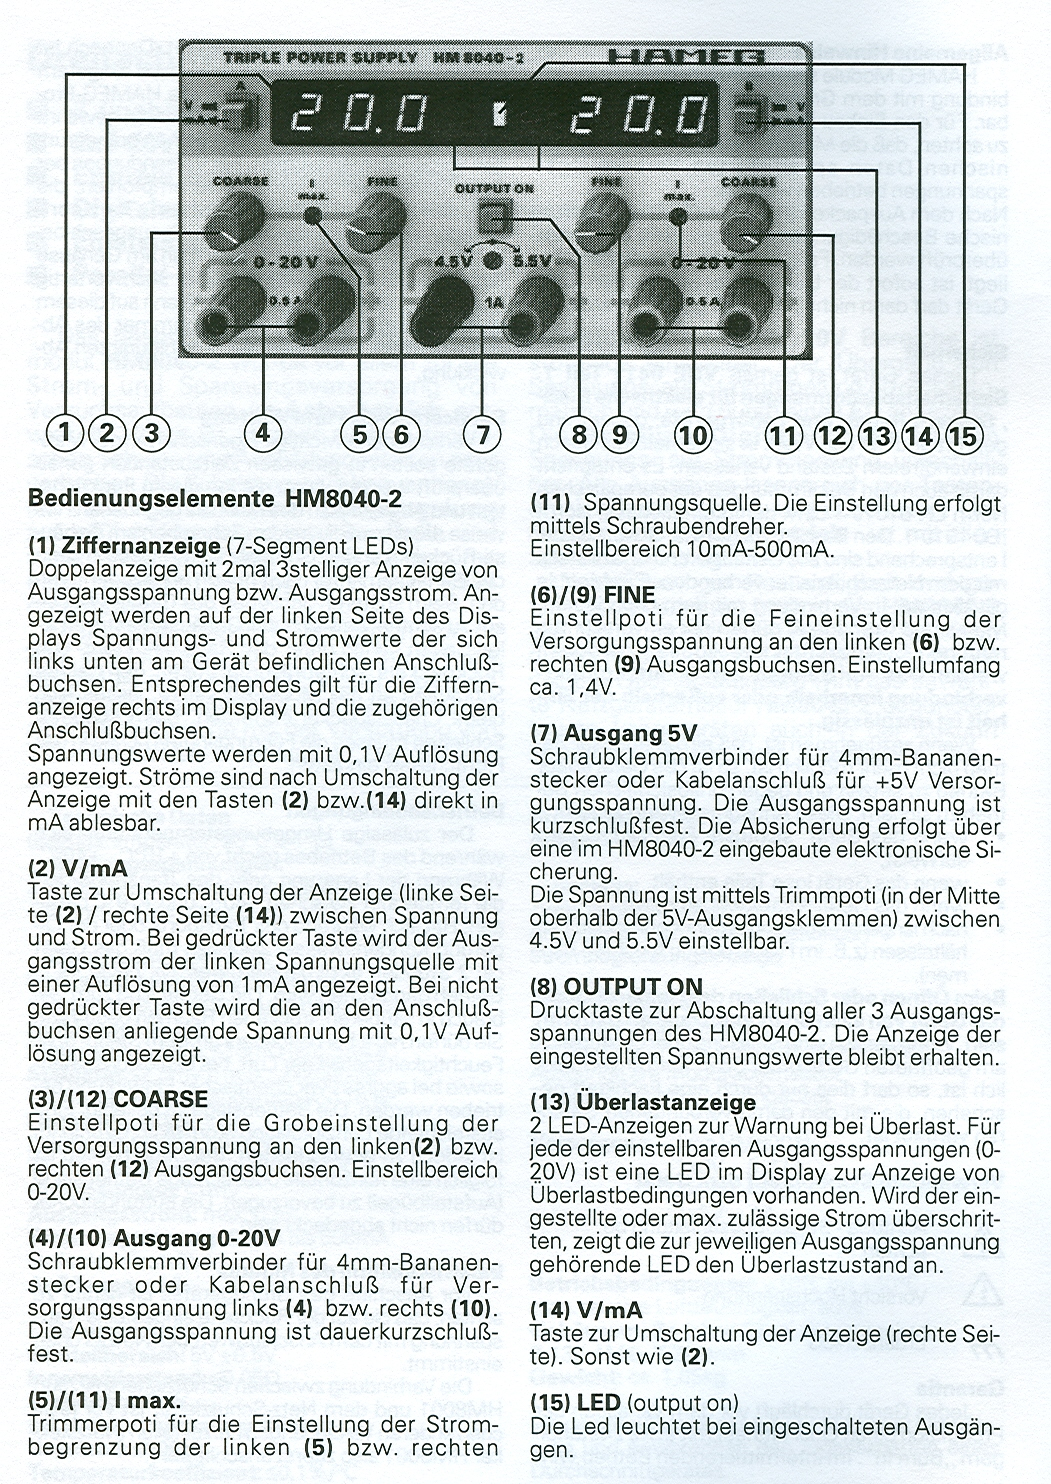 TRIPLE POWER SUPPLY HM 8040-2 HAMEG
A B
V V
mA mA
20.0 20.0
COARSE I max. FINE OUTPUT ON FINE I max. COARSE
0-20V 4.5V 5.5V 0-20V
0.5A 1A 0.5A
1 2 3 4 5 6 7 8 9 10 11 12 13 14 15
Bedienungselemente HM8040-2
(1) Ziffernanzeige (7-Segment LEDs)
Doppelanzeige mit 2mal 3stelliger Anzeige von
Ausgangsspannung bzw. Ausgangsstrom. An-
gezeigt werden auf der linken Seite des Dis-
plays Spannungs- und Stromwerte der sich
links unten am Gerät befindlichen Anschluß-
buchsen. Entsprechendes gilt für die Ziffern-
anzeige rechts im Display und die zugehörigen
Anschlußbuchsen.
Spannungswerte werden mit 0,1V Auflösung
angezeigt. Ströme sind nach Umschaltung der
Anzeige mit den Tasten (2) bzw.(14) direkt in
mA ablesbar.
(2) V/mA
Taste zur Umschaltung der Anzeige (linke Sei-
te (2) / rechte Seite (14)) zwischen Spannung
und Strom. Bei gedrückter Taste wird der Aus-
gangsstrom der linken Spannungsquelle mit
einer Auflösung von 1mA angezeigt. Bei nicht
gedrückter Taste wird die an den Anschluß-
buchsen anliegende Spannung mit 0,1V Auf-
lösung angezeigt.
(3)/(12) COARSE
Einstellpoti für die Grobeinstellung der
Versorgungsspannung an den linken(2) bzw.
rechten (12) Ausgangsbuchsen. Einstellbereich
0-20V.
(4)/(10) Ausgang 0-20V
Schraubklemmverbinder für 4mm-Bananen-
stecker oder Kabelanschluß für Ver-
sorgungsspannung links (4) bzw. rechts (10).
Die Ausgangsspannung ist dauerkurzschluß-
fest.
(5)/(11) I max.
Trimmerpoti für die Einstellung der Strom-
begrenzung der linken (5) bzw. rechten
(11) Spannungsquelle. Die Einstellung erfolgt
mittels Schraubendreher.
Einstellbereich 10mA-500mA.
(6)/(9) FINE
Einstellpoti für die Feineinstellung der
Versorgungsspannung an den linken (6) bzw.
rechten (9) Ausgangsbuchsen. Einstellumfang
ca. 1,4V.
(7) Ausgang 5V
Schraubklemmverbinder für 4mm-Bananen-
stecker oder Kabelanschluß für +5V Versor-
gungsspannung. Die Ausgangsspannung ist
kurzschlußfest. Die Absicherung erfolgt über
eine im HM8040-2 eingebaute elektronische Si-
cherung.
Die Spannung ist mittels Trimmpoti (in der Mitte
oberhalb der 5V-Ausgangsklemmen) zwischen
4.5V und 5.5V einstellbar.
(8) OUTPUT ON
Drucktaste zur Abschaltung aller 3 Ausgangs-
spannungen des HM8040-2. Die Anzeige der
eingestellten Spannungswerte bleibt erhalten.
(13) Überlastanzeige
2 LED-Anzeigen zur Warnung bei Überlast. Für
jede der einstellbaren Ausgangsspannungen (0-
20V) ist eine LED im Display zur Anzeige von
Überlastbedingungen vorhanden. Wird der ein-
gestellte oder max. zulässige Strom überschrit-
ten, zeigt die zur jeweiligen Ausgangsspannung
gehörende LED den Überlastzustand an.
(14) V/mA
Taste zur Umschaltung der Anzeige (rechte Sei-
te). Sonst wie (2).
(15) LED (output on)
Die Led leuchtet bei eingeschalteten Ausgän-
gen.